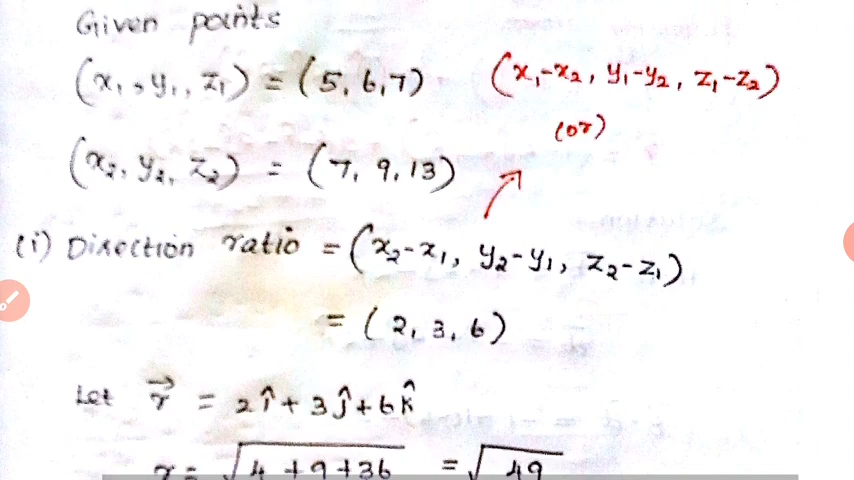 Given points
(x₁, y₁, z₁) = (5, 6, 7) (x₁-x₂, y₁-y₂, z₁-z₂)
(or)
(x₂, y₂, z₂) = (7, 9, 13)
(i) Direction ratio = (x₂-x₁, y₂-y₁, z₂-z₁)
= (2, 3, 6)
Let r⃗ = 2î + 3ĵ + 6k̂
r = √4+9+36 = √49